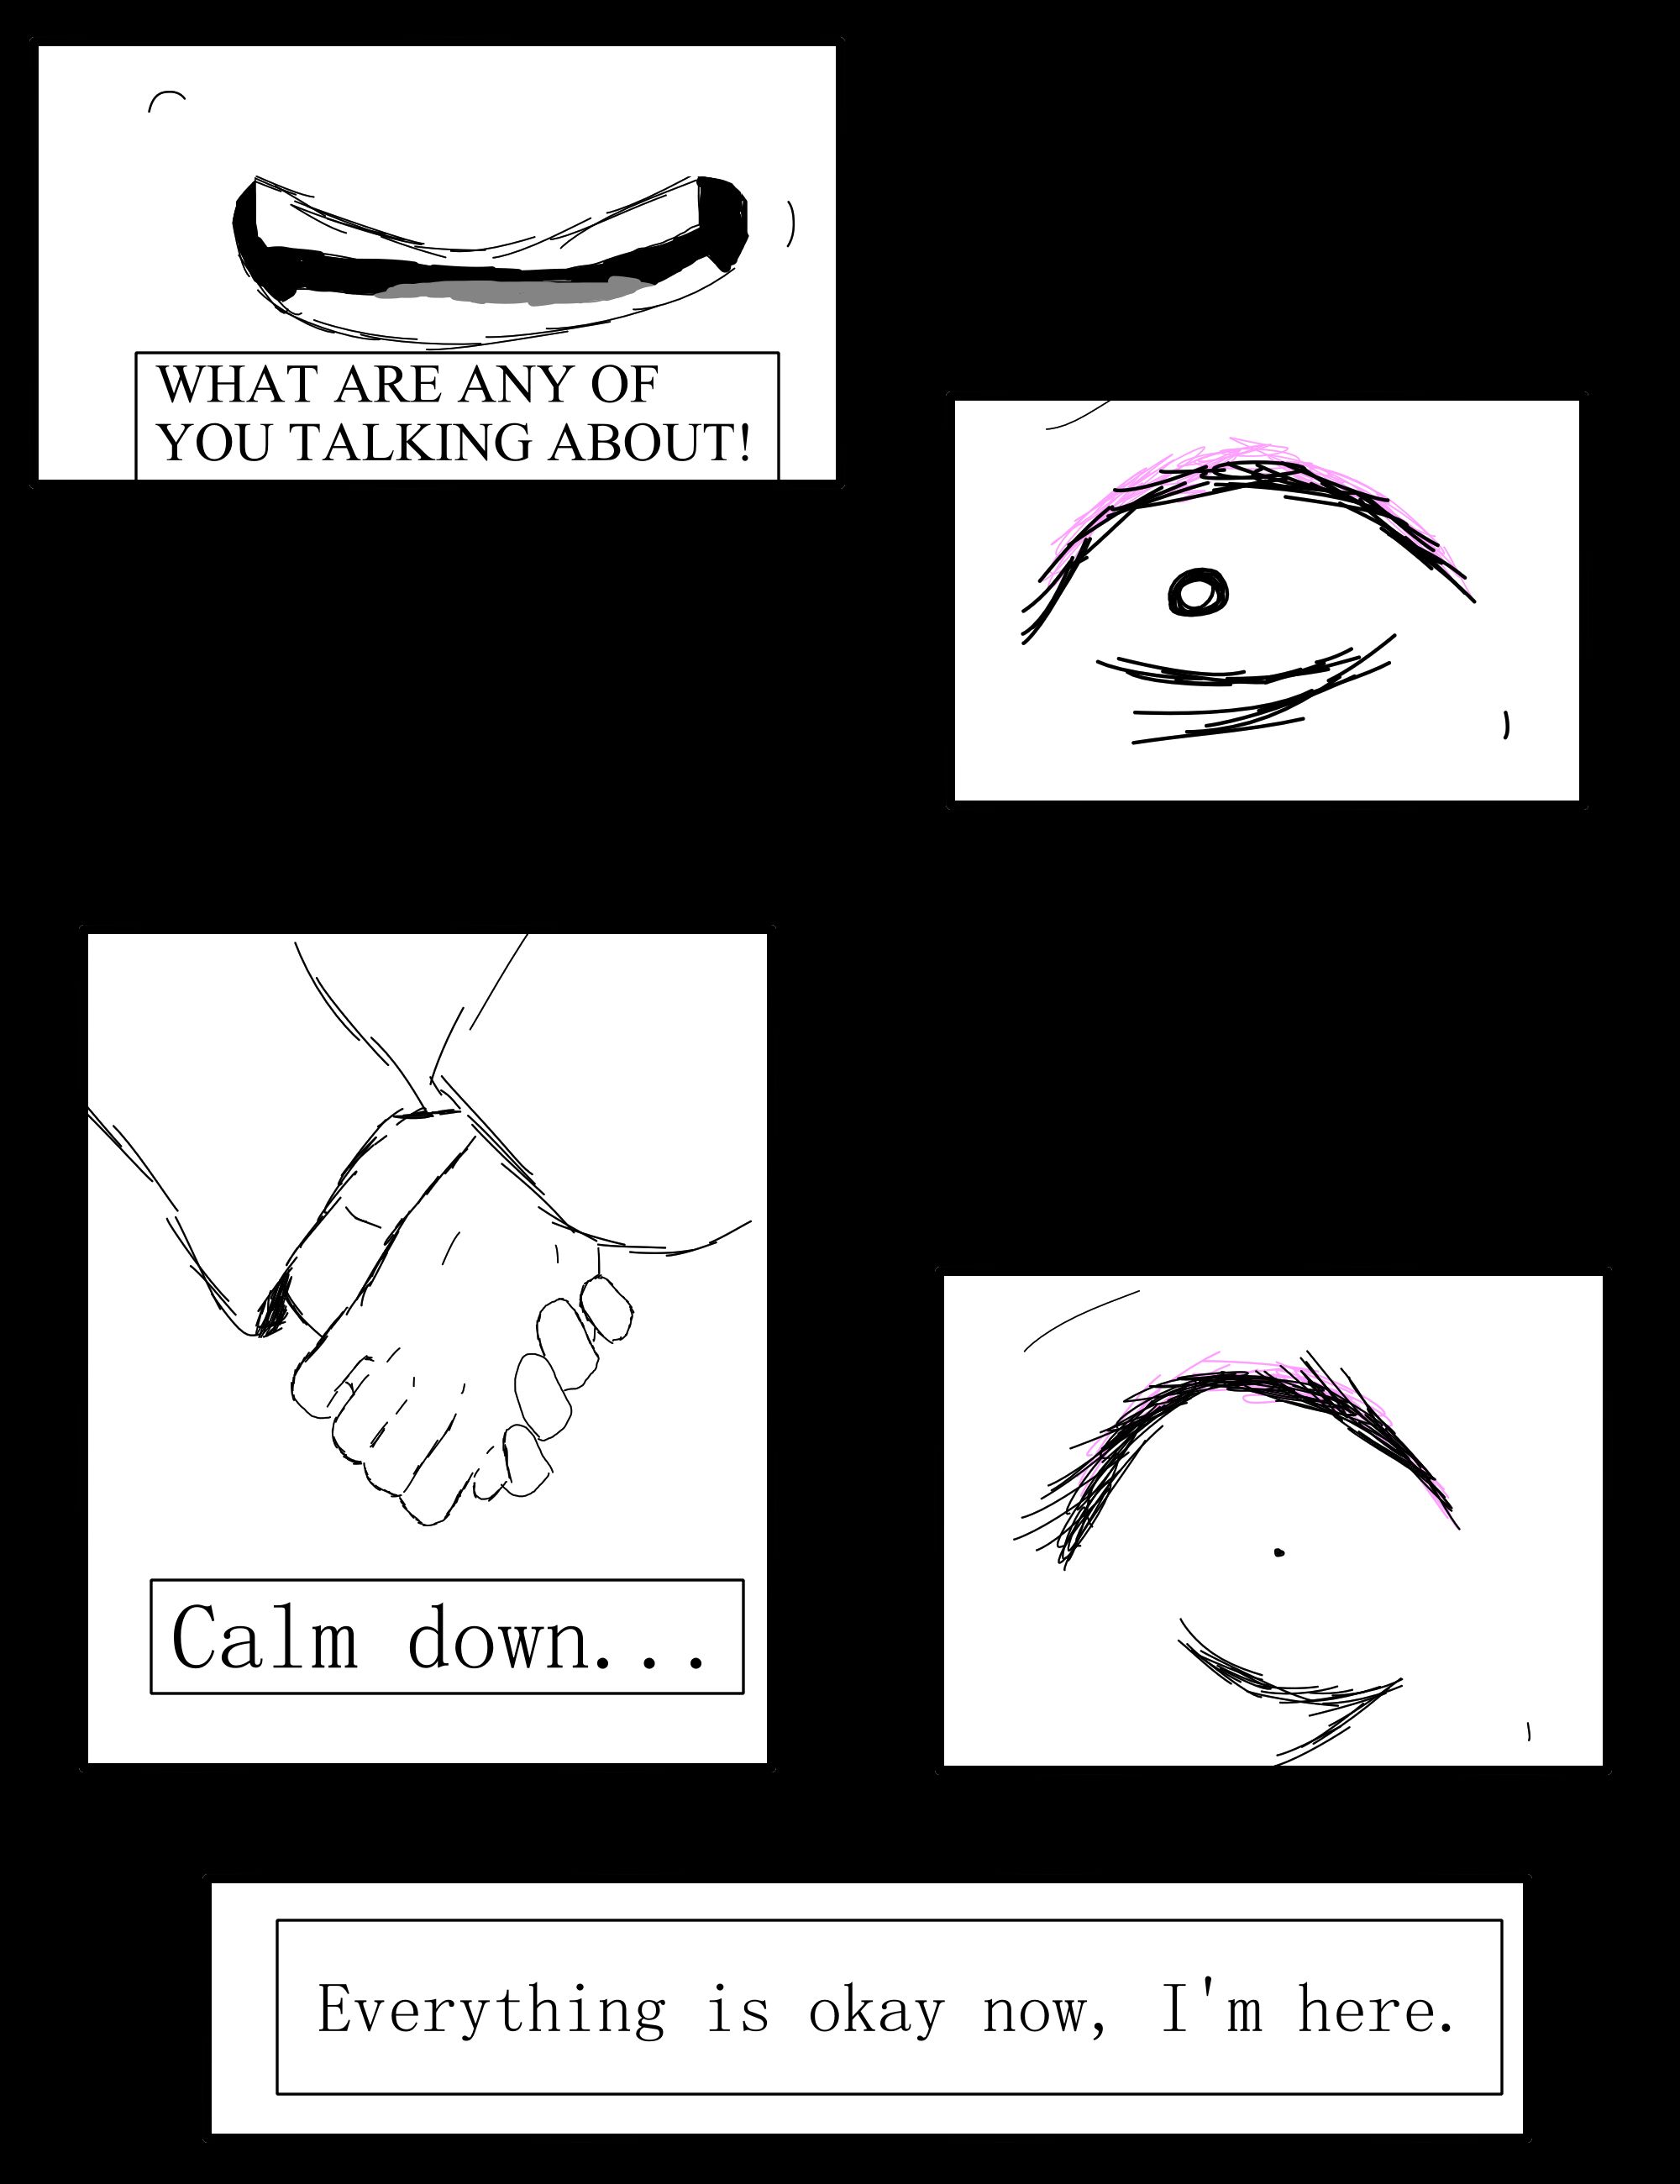 WHAT ARE ANY OF
YOU TALKING ABOUT!
Calm down...
Everything is okay now, I'm here.